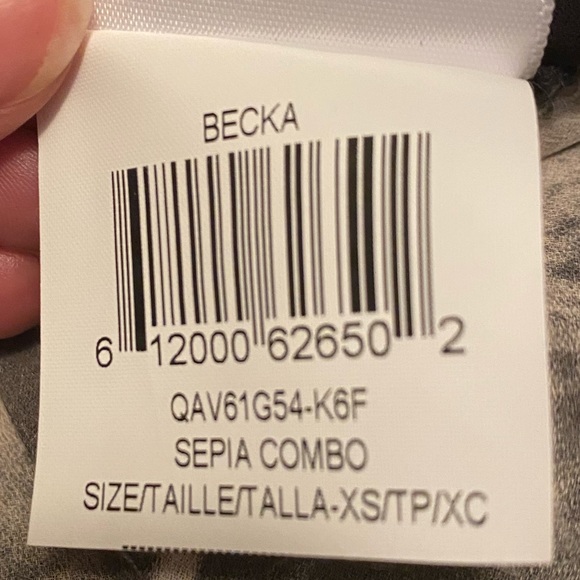 BECKA
6 12000 62650 2
QAV61G54-K6F
SEPIA COMBO
SIZE/TAILLE/TALLA-XS/TP/XC